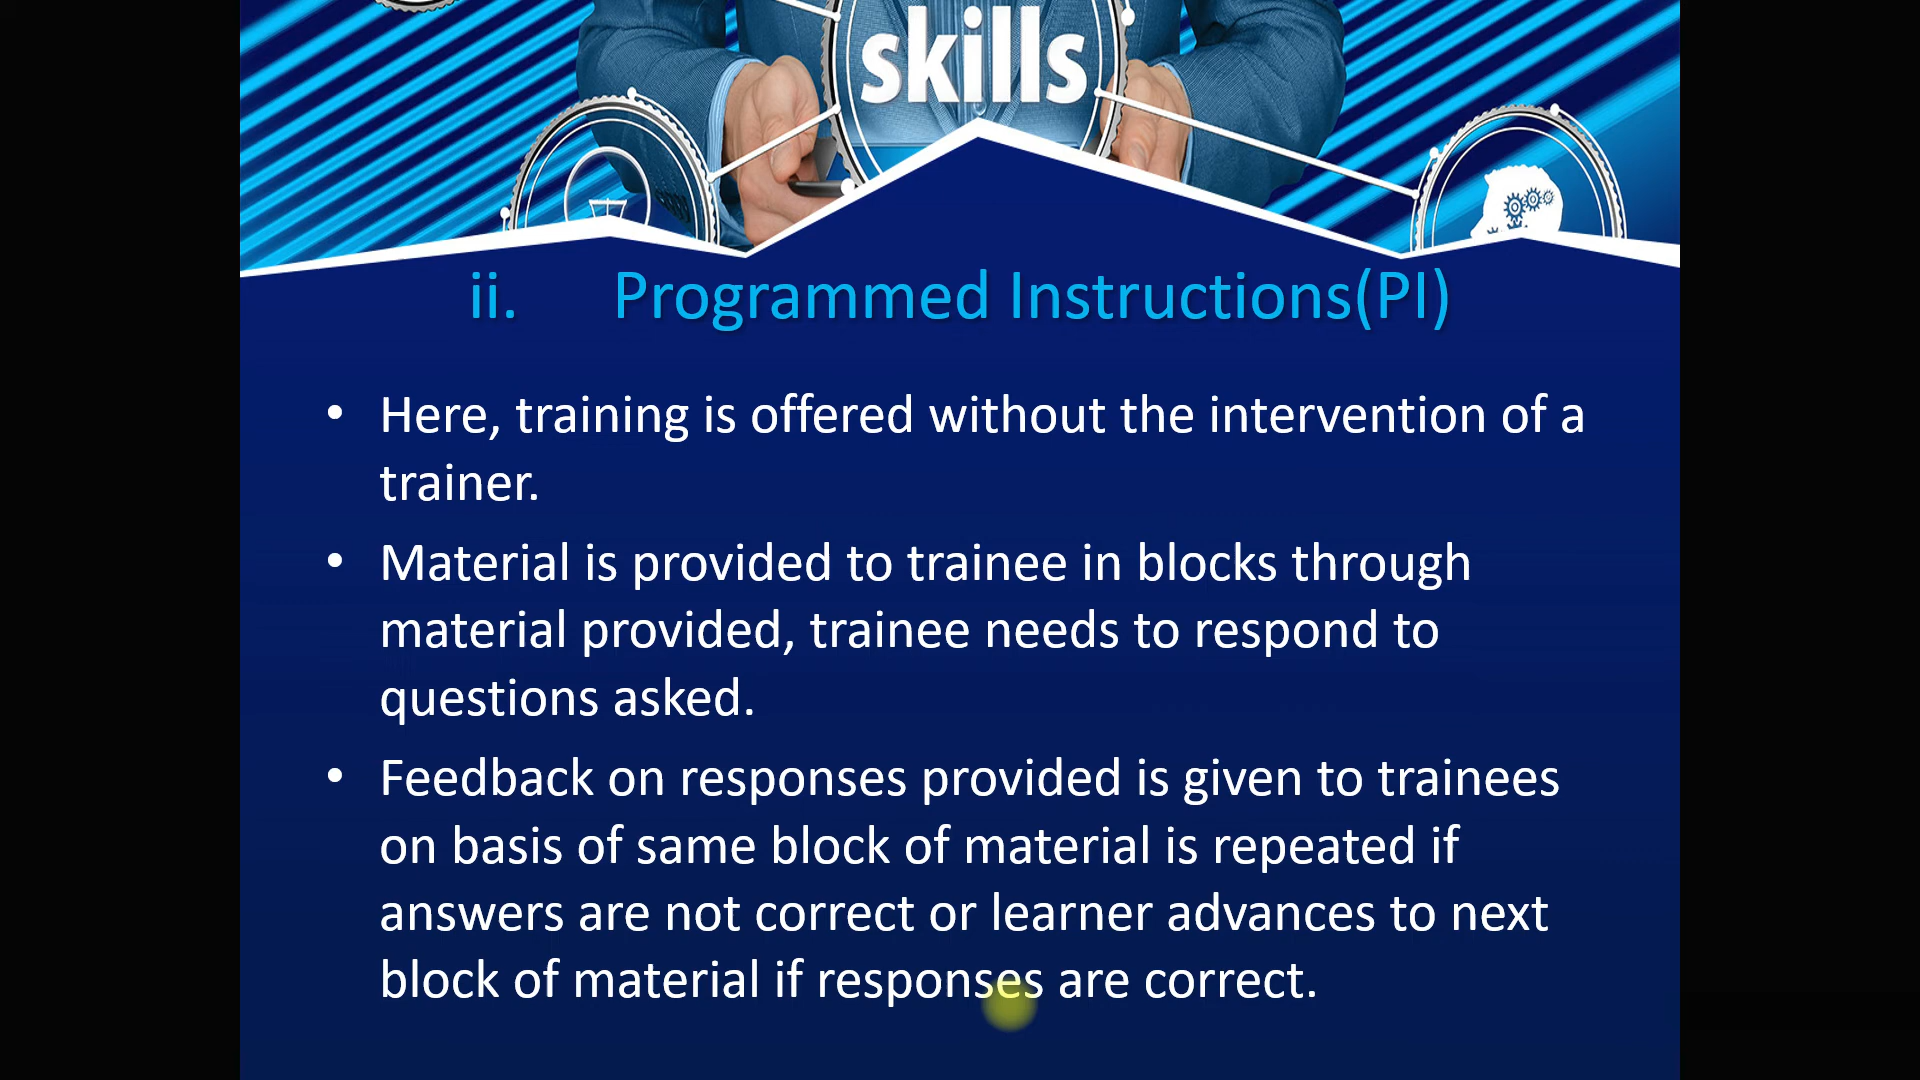 skills
ii. Programmed Instructions(PI)
• Here, training is offered without the intervention of a
trainer.
• Material is provided to trainee in blocks through
material provided, trainee needs to respond to
questions asked.
• Feedback on responses provided is given to trainees
on basis of same block of material is repeated if
answers are not correct or learner advances to next
block of material if responses are correct.